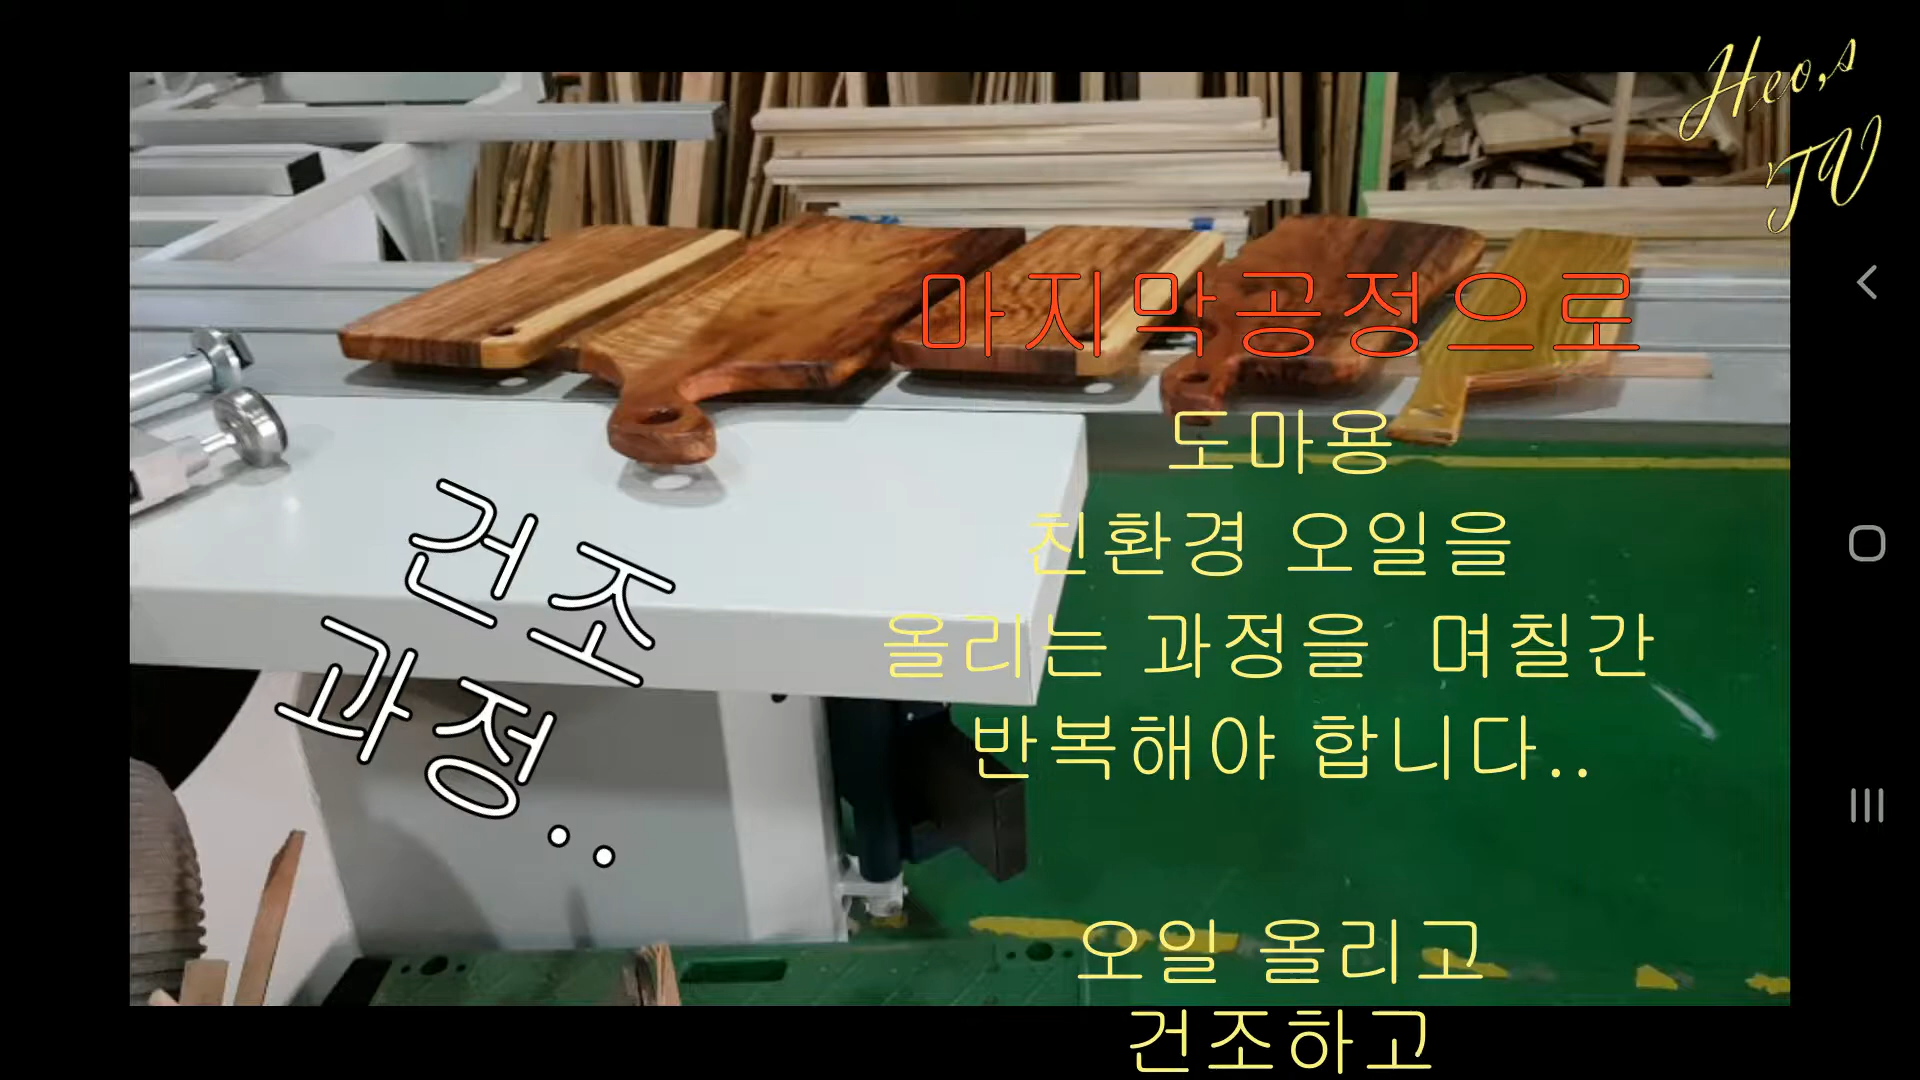 Heo,s
TV
마지막공정으로
도마용
친환경 오일을
올리는 과정을 며칠간
반복해야 합니다..
오일 올리고
건조하고
건조
과정..